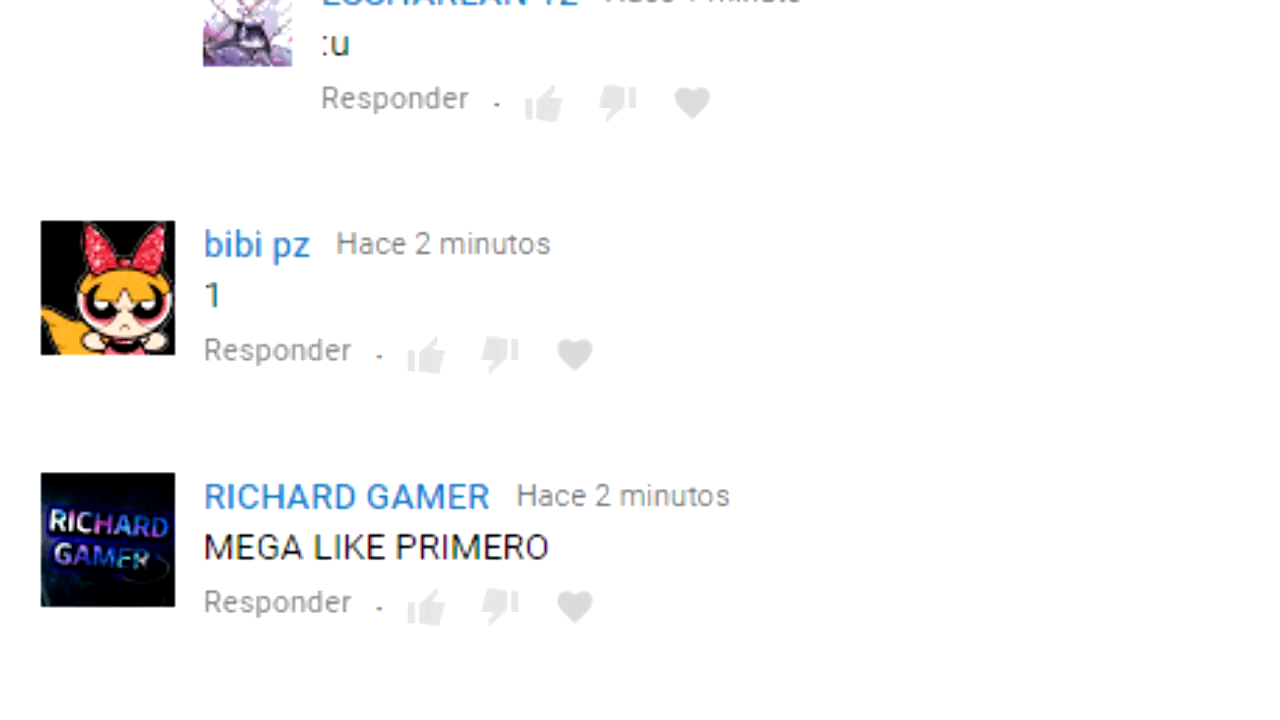 :u
Responder .
bibi pz Hace 2 minutos
1
Responder .
RICHARD GAMER
RICHARD GAMER Hace 2 minutos
MEGA LIKE PRIMERO
Responder .